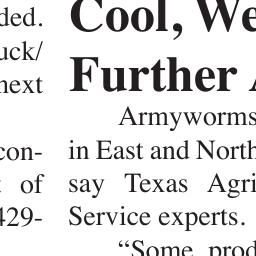 ded.
uck/
next
con-
of
429-
Cool, We
Further
Armyworms
in East and North
say Texas Agri
Service experts.
“Some prod